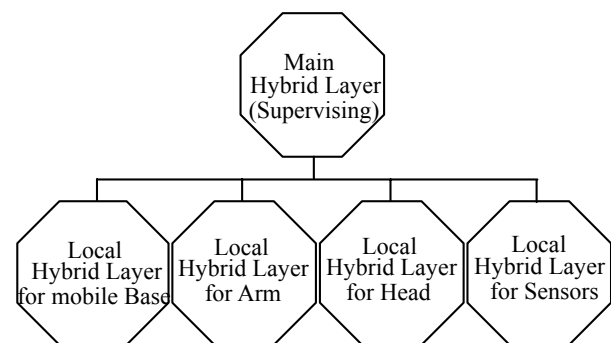 Main
Hybrid Layer
(Supervising)
Local
Hybrid Layer
for mobile Base
Local
Hybrid Layer
for Arm
Local
Hybrid Layer
for Head
Local
Hybrid Layer
for Sensors